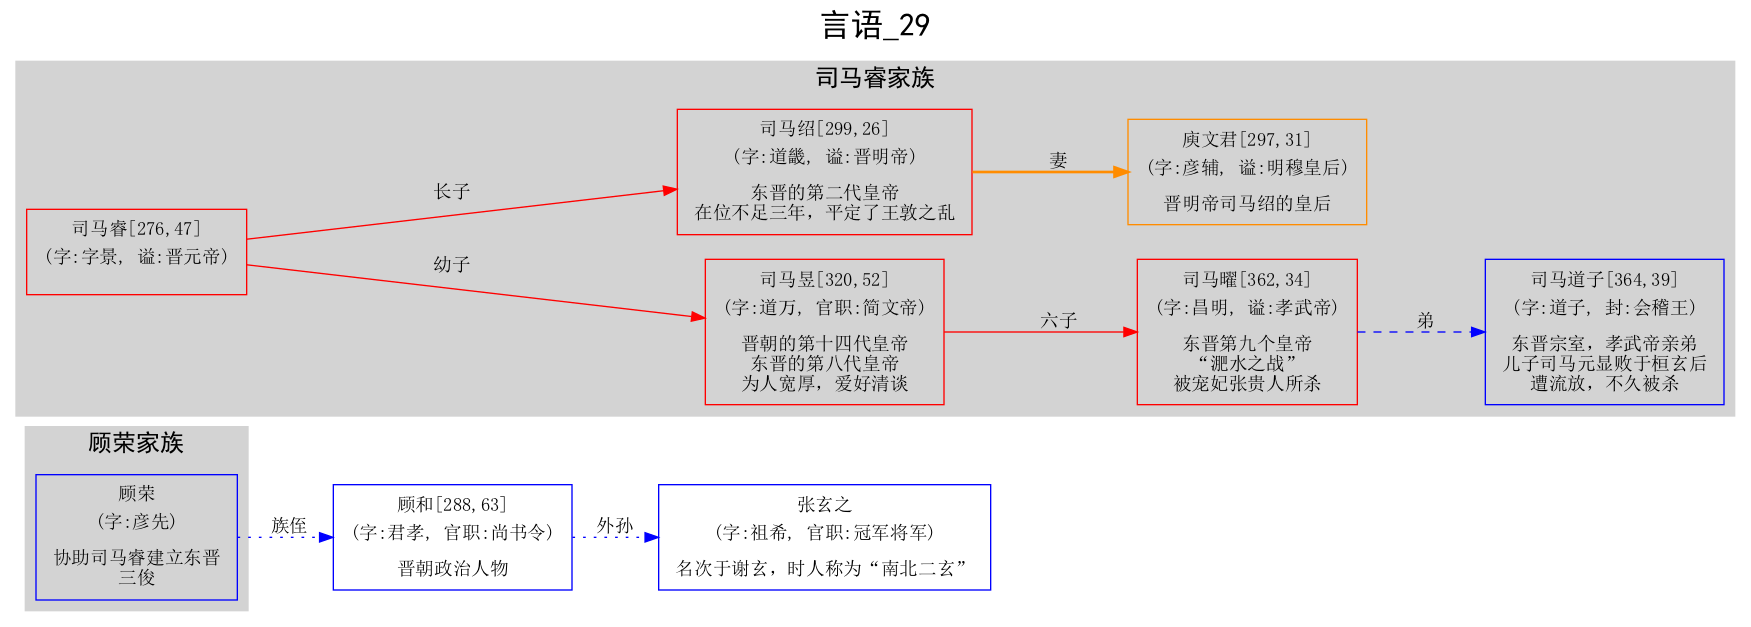 言语_29
司马睿家族
司马睿[276,47]
(字:字景, 谥:晋元帝)
长子
幼子
司马绍[299,26]
(字:道畿, 谥:晋明帝)
东晋的第二代皇帝
在位不足三年，平定了王敦之乱
妻
庾文君[297,31]
(字:彦辅, 谥:明穆皇后)
晋明帝司马绍的皇后
司马昱[320,52]
(字:道万, 官职:简文帝)
晋朝的第十四代皇帝
东晋的第八代皇帝
为人宽厚，爱好清谈
六子
司马曜[362,34]
(字:昌明, 谥:孝武帝)
东晋第九个皇帝
“淝水之战”
被宠妃张贵人所杀
弟
司马道子[364,39]
(字:道子, 封:会稽王)
东晋宗室，孝武帝亲弟
儿子司马元显败于桓玄后
遭流放，不久被杀
顾荣家族
顾荣
(字:彦先)
协助司马睿建立东晋
三俊
族侄
顾和[288,63]
(字:君孝, 官职:尚书令)
晋朝政治人物
外孙
张玄之
(字:祖希, 官职:冠军将军)
名次于谢玄，时人称为“南北二玄”